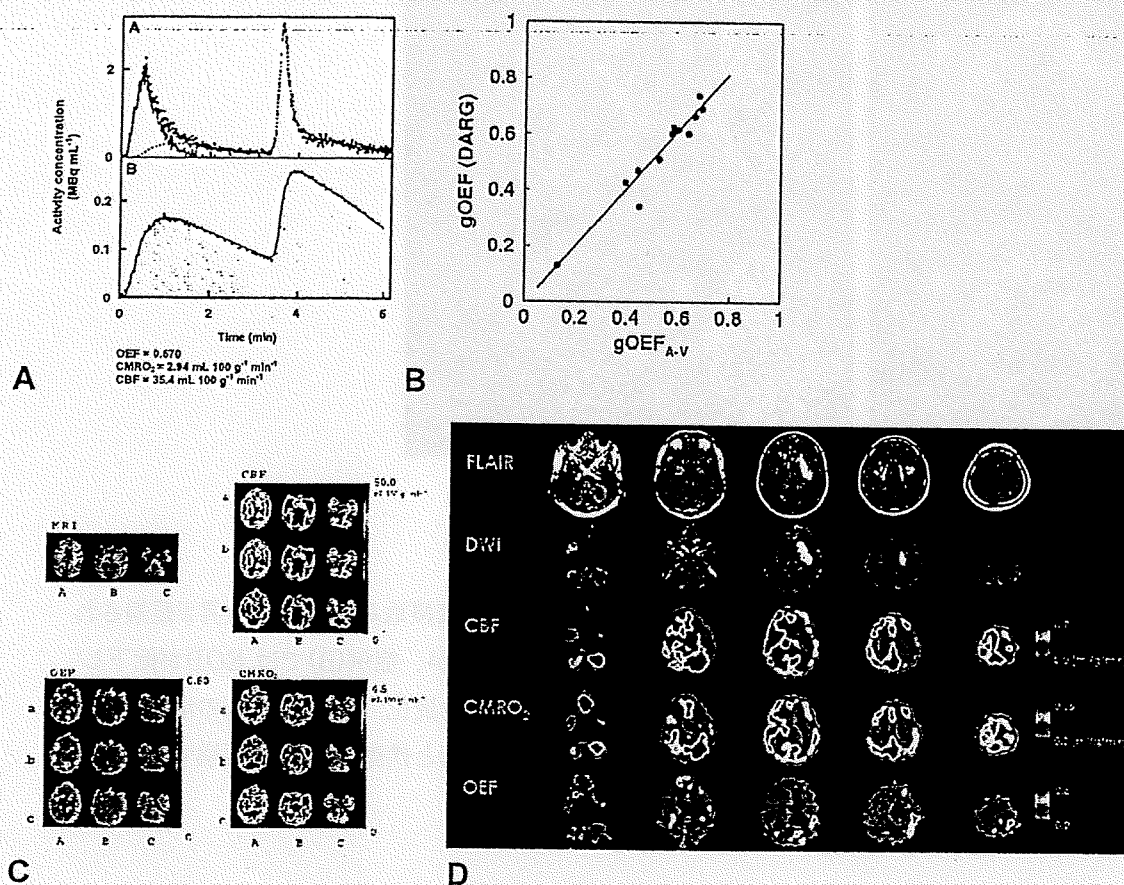 A
2
0
B
0.2
0.1
0
Activity concentration
(MBq mL⁻¹)
0 2 4 6
Time (min)
OEF = 0.670
CMRO₂ = 2.94 mL 100 g⁻¹ min⁻¹
CBF = 35.4 mL 100 g⁻¹ min⁻¹
A
1
0.8
0.6
0.4
0.2
0
gOEF (DARG)
0 0.2 0.4 0.6 0.8 1
gOEF A-V
B
MRI
A B C
CBF
50.0
a
b
c
A B C
0
OEF
a
b
c
A B C
0
CMRO₂
4.5
a
b
c
A B C
0
C
FLAIR
DWI
CBF
CMRO₂
OEF
D